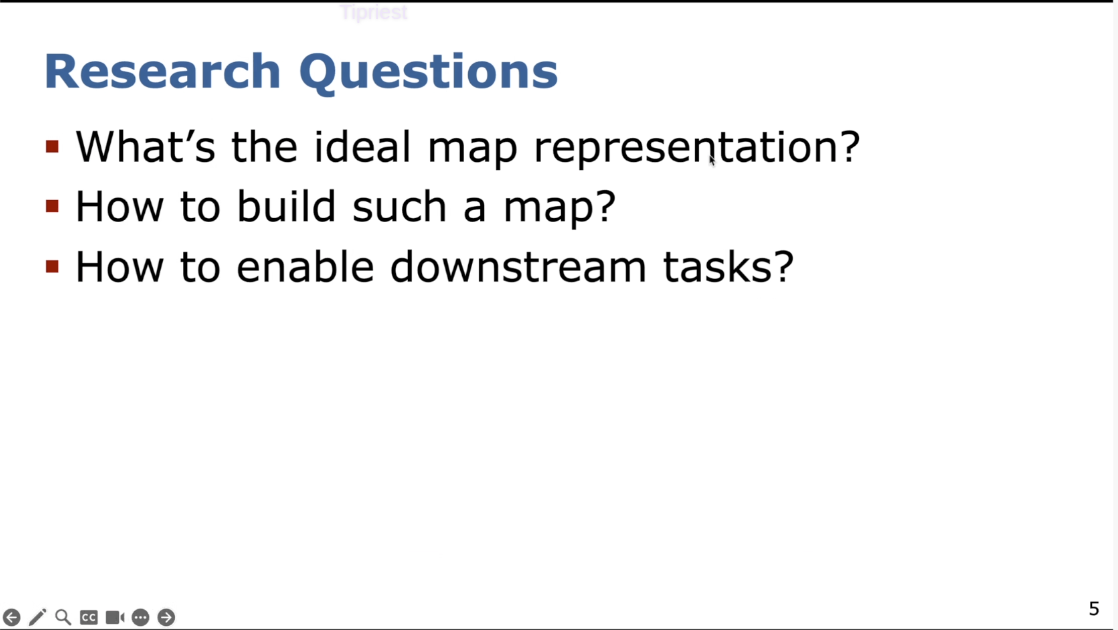 Tipriest
Research Questions
What’s the ideal map representation?
How to build such a map?
How to enable downstream tasks?
CC
5